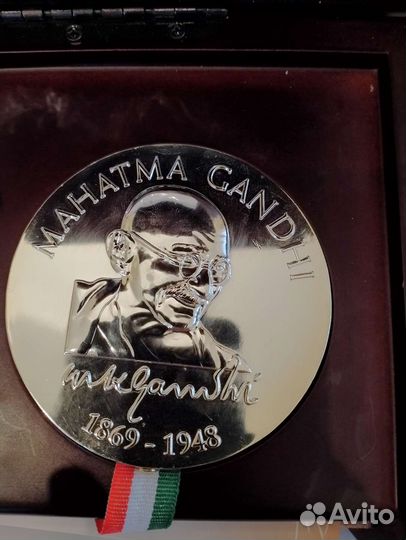 MAHATMA GANDHI
mkGandhi
1869 - 1948
Avito